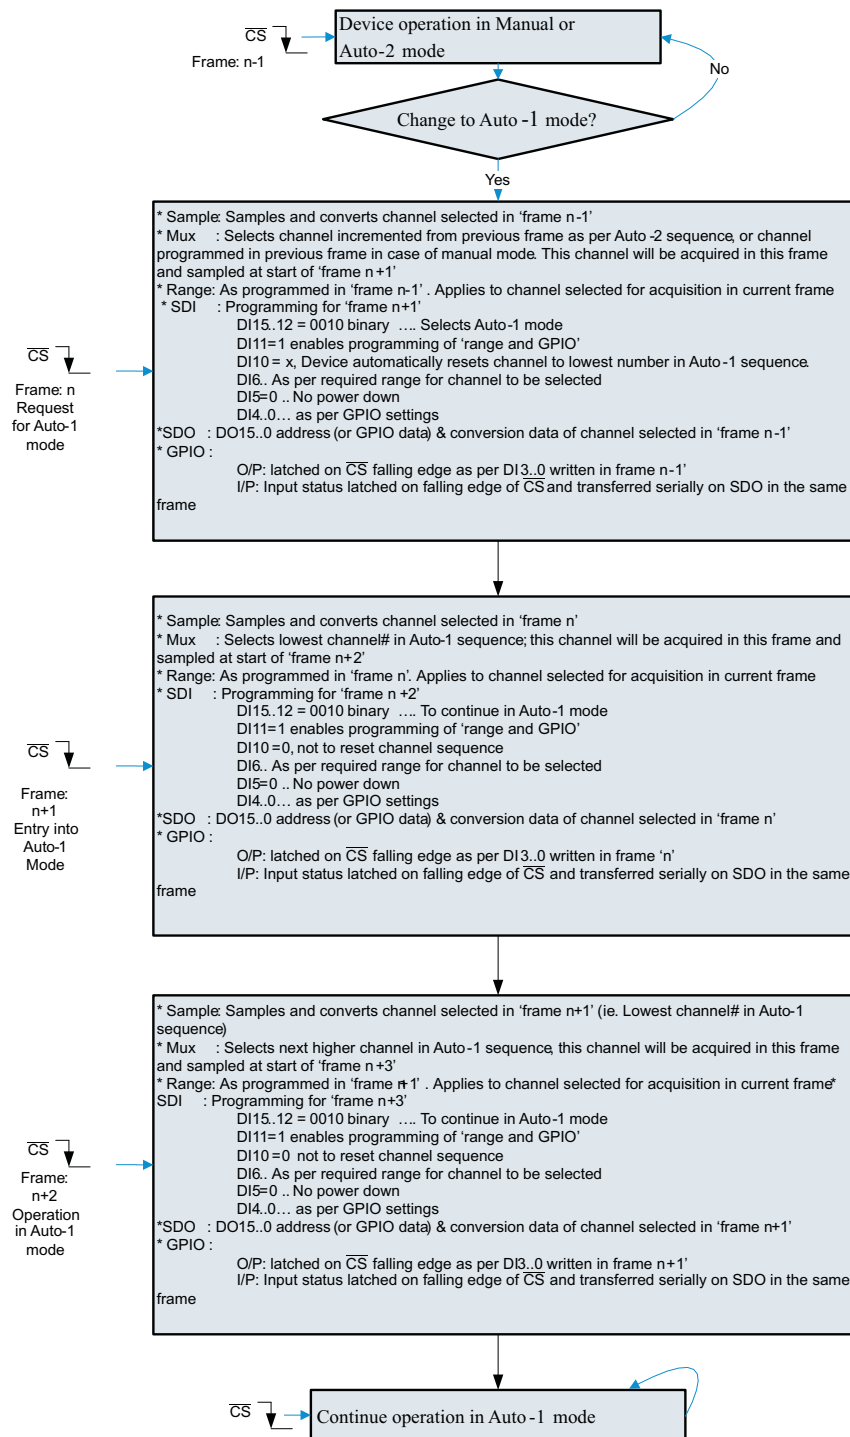 Device operation in Manual or
Auto-2 mode
CS
Frame: n-1
No
Change to Auto -1 mode?
Yes
* Sample: Samples and converts channel selected in ‘frame n-1’
* Mux : Selects channel incremented from previous frame as per Auto -2 sequence, or channel
programmed in previous frame in case of manual mode. This channel will be acquired in this frame
and sampled at start of ‘frame n+1’
* Range: As programmed in ‘frame n-1’ . Applies to channel selected for acquisition in current frame
* SDI : Programming for ‘frame n+1’
DI15..12 = 0010 binary …. Selects Auto-1 mode
DI11=1 enables programming of ‘range and GPIO’
DI10 = x, Device automatically resets channel to lowest number in Auto-1 sequence.
DI6.. As per required range for channel to be selected
DI5=0 .. No power down
DI4..0… as per GPIO settings
*SDO : DO15..0 address (or GPIO data) & conversion data of channel selected in ‘frame n-1’
* GPIO :
O/P: latched on CS falling edge as per DI3..0 written in frame n-1’
I/P: Input status latched on falling edge of CS and transferred serially on SDO in the same
frame
CS
Frame: n
Request
for Auto-1
mode
* Sample: Samples and converts channel selected in ‘frame n’
* Mux : Selects lowest channel# in Auto-1 sequence; this channel will be acquired in this frame and
sampled at start of ‘frame n+2’
* Range: As programmed in ‘frame n’. Applies to channel selected for acquisition in current frame
* SDI : Programming for ‘frame n +2’
DI15..12 = 0010 binary …. To continue in Auto-1 mode
DI11=1 enables programming of ‘range and GPIO’
DI10 =0, not to reset channel sequence
DI6.. As per required range for channel to be selected
DI5=0 .. No power down
DI4..0… as per GPIO settings
*SDO : DO15..0 address (or GPIO data) & conversion data of channel selected in ‘frame n’
* GPIO :
O/P: latched on CS falling edge as per DI3..0 written in frame ‘n’
I/P: Input status latched on falling edge of CS and transferred serially on SDO in the same
frame
CS
Frame:
n+1
Entry into
Auto-1
Mode
* Sample: Samples and converts channel selected in ‘frame n+1’ (ie. Lowest channel# in Auto-1
sequence)
* Mux : Selects next higher channel in Auto-1 sequence, this channel will be acquired in this frame
and sampled at start of ‘frame n+3’
* Range: As programmed in ‘frame n+1’ . Applies to channel selected for acquisition in current frame*
SDI : Programming for ‘frame n+3’
DI15..12 = 0010 binary …. To continue in Auto-1 mode
DI11=1 enables programming of ‘range and GPIO’
DI10 =0 not to reset channel sequence
DI6.. As per required range for channel to be selected
DI5=0 .. No power down
DI4..0… as per GPIO settings
*SDO : DO15..0 address (or GPIO data) & conversion data of channel selected in ‘frame n+1’
* GPIO :
O/P: latched on CS falling edge as per DI3..0 written in frame n+1’
I/P: Input status latched on falling edge of CS and transferred serially on SDO in the same
frame
CS
Frame:
n+2
Operation
in Auto-1
mode
CS
Continue operation in Auto -1 mode